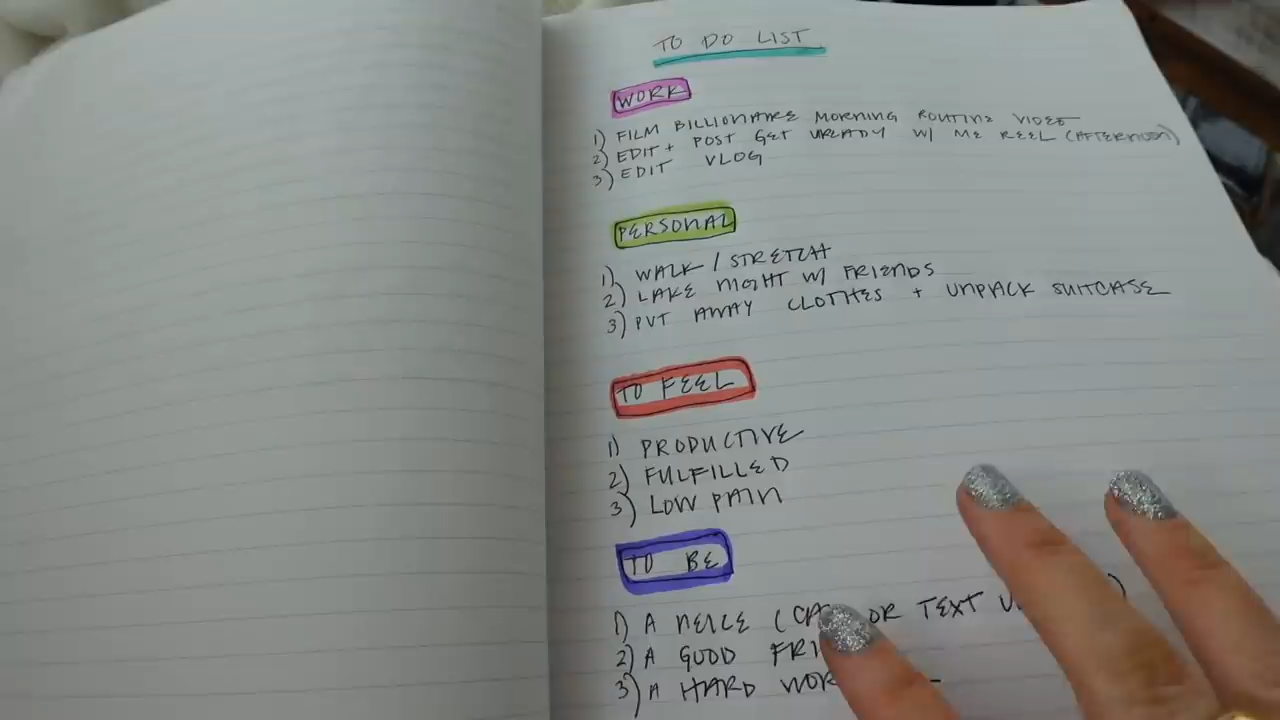 TO DO LIST
WORK
1) FILM BILLIONAIRE MORNING ROUTINE VIDEO
2) EDIT + POST GET UNREADY W/ ME REEL (AFTERNOON)
3) EDIT VLOG
PERSONAL
1) WALK / STRETCH
2) LAKE NIGHT W/ FRIENDS
3) PUT AWAY CLOTHES + UNPACK SUITCASE
TO FEEL
1) PRODUCTIVE
2) FULFILLED
3) LOW PAIN
TO BE
1) A NEICE ( OR TEXT )
2) A GOOD
3) A HARD